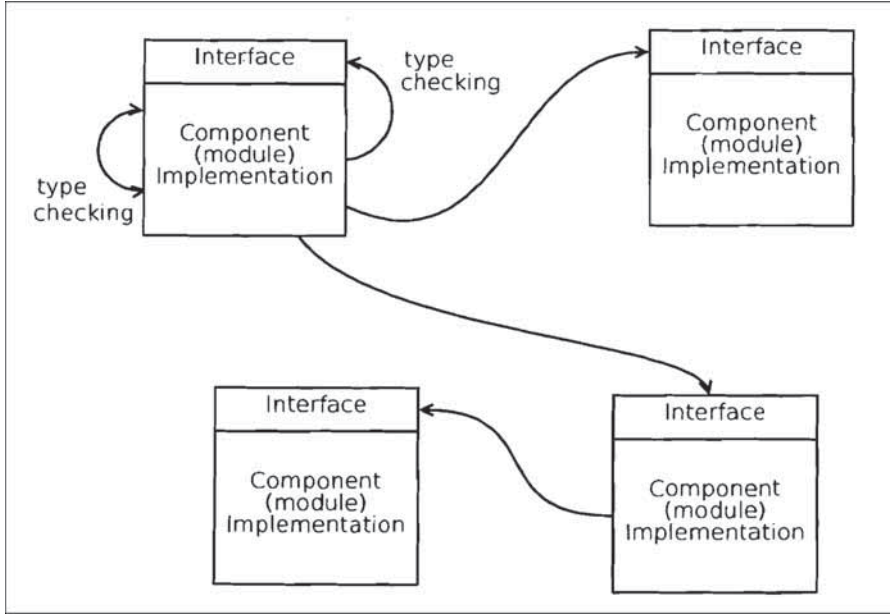 Interface
type
checking
Component
(module)
Implementation
type
checking
Interface
Component
(module)
Implementation
Interface
Component
(module)
Implementation
Interface
Component
(module)
Implementation